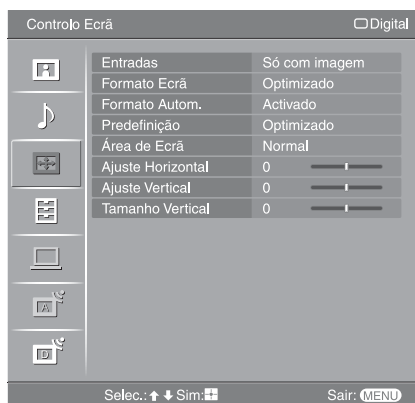 Controlo Ecrã Digital
Entradas Só com imagem
Formato Ecrã Optimizado
Formato Autom. Activado
Predefinição Optimizado
Área de Ecrã Normal
Ajuste Horizontal 0
Ajuste Vertical 0
Tamanho Vertical 0
A
D
Selec.: Sim: Sair: MENU